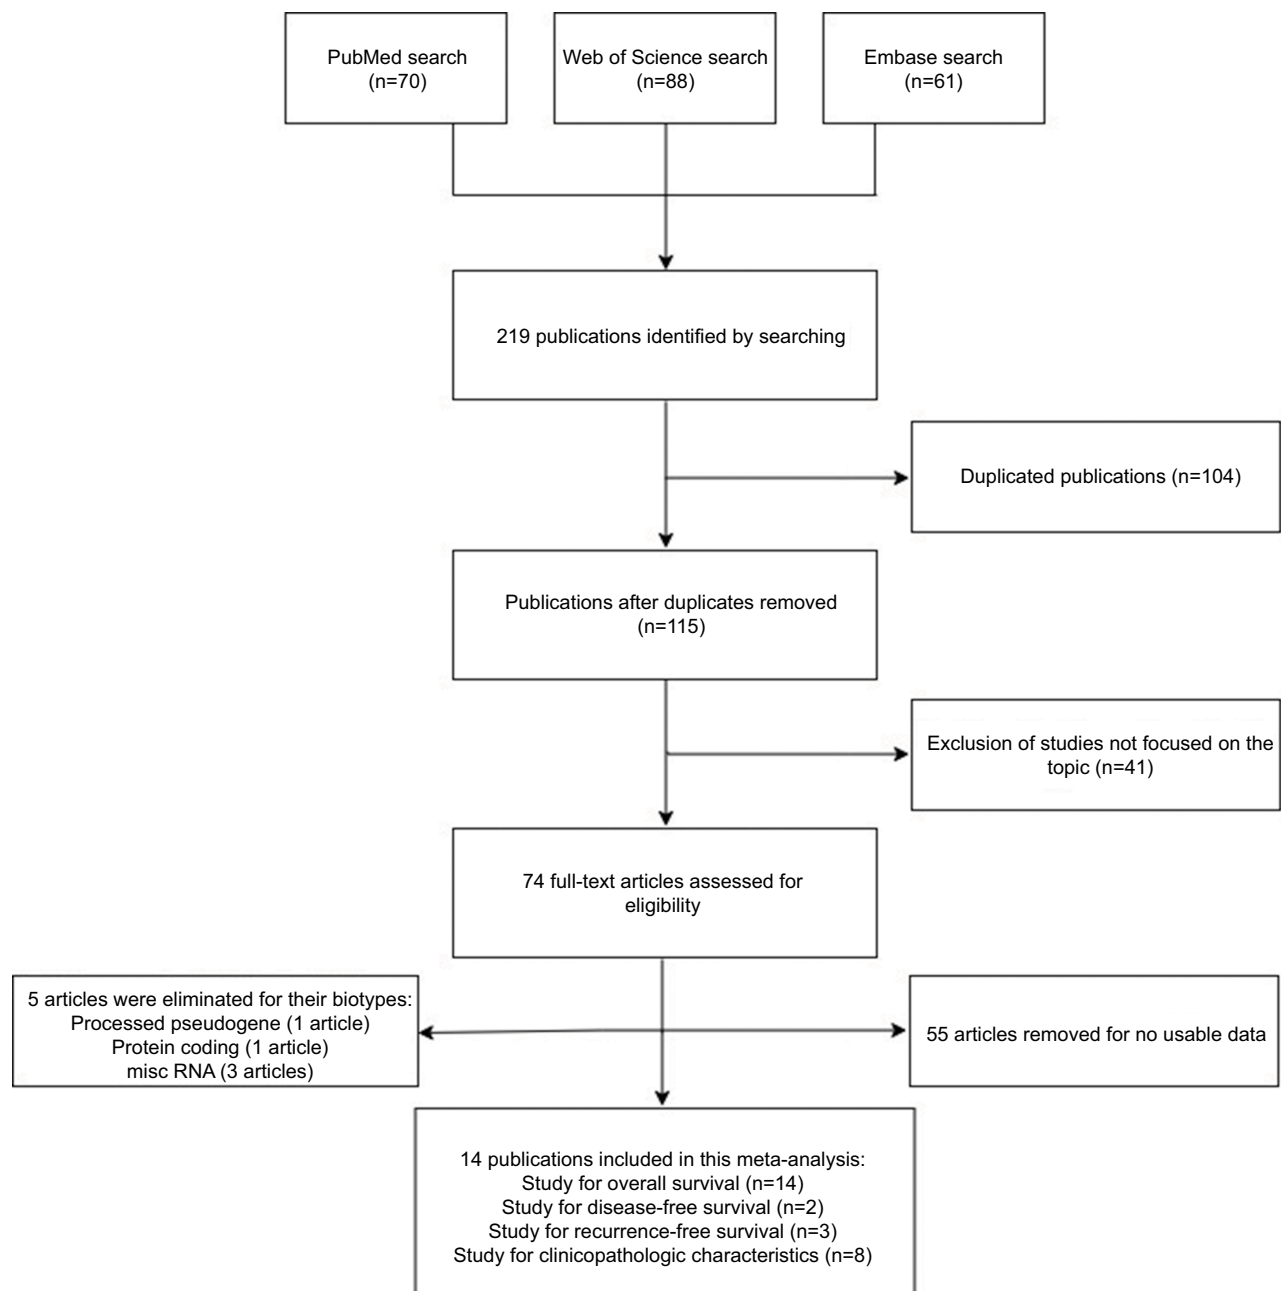 PubMed search
(n=70)
Web of Science search
(n=88)
Embase search
(n=61)
219 publications identified by searching
Duplicated publications (n=104)
Publications after duplicates removed
(n=115)
Exclusion of studies not focused on the
topic (n=41)
74 full-text articles assessed for
eligibility
5 articles were eliminated for their biotypes:
Processed pseudogene (1 article)
Protein coding (1 article)
misc RNA (3 articles)
55 articles removed for no usable data
14 publications included in this meta-analysis:
Study for overall survival (n=14)
Study for disease-free survival (n=2)
Study for recurrence-free survival (n=3)
Study for clinicopathologic characteristics (n=8)